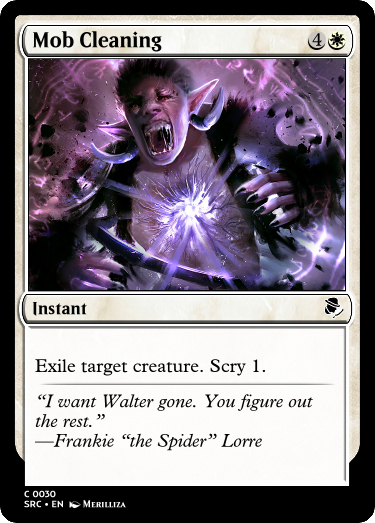 Mob Cleaning 4
Instant
Exile target creature. Scry 1.
“I want Walter gone. You figure out
the rest.”
—Frankie “the Spider” Lorre
C 0030
SRC • EN Merilliza